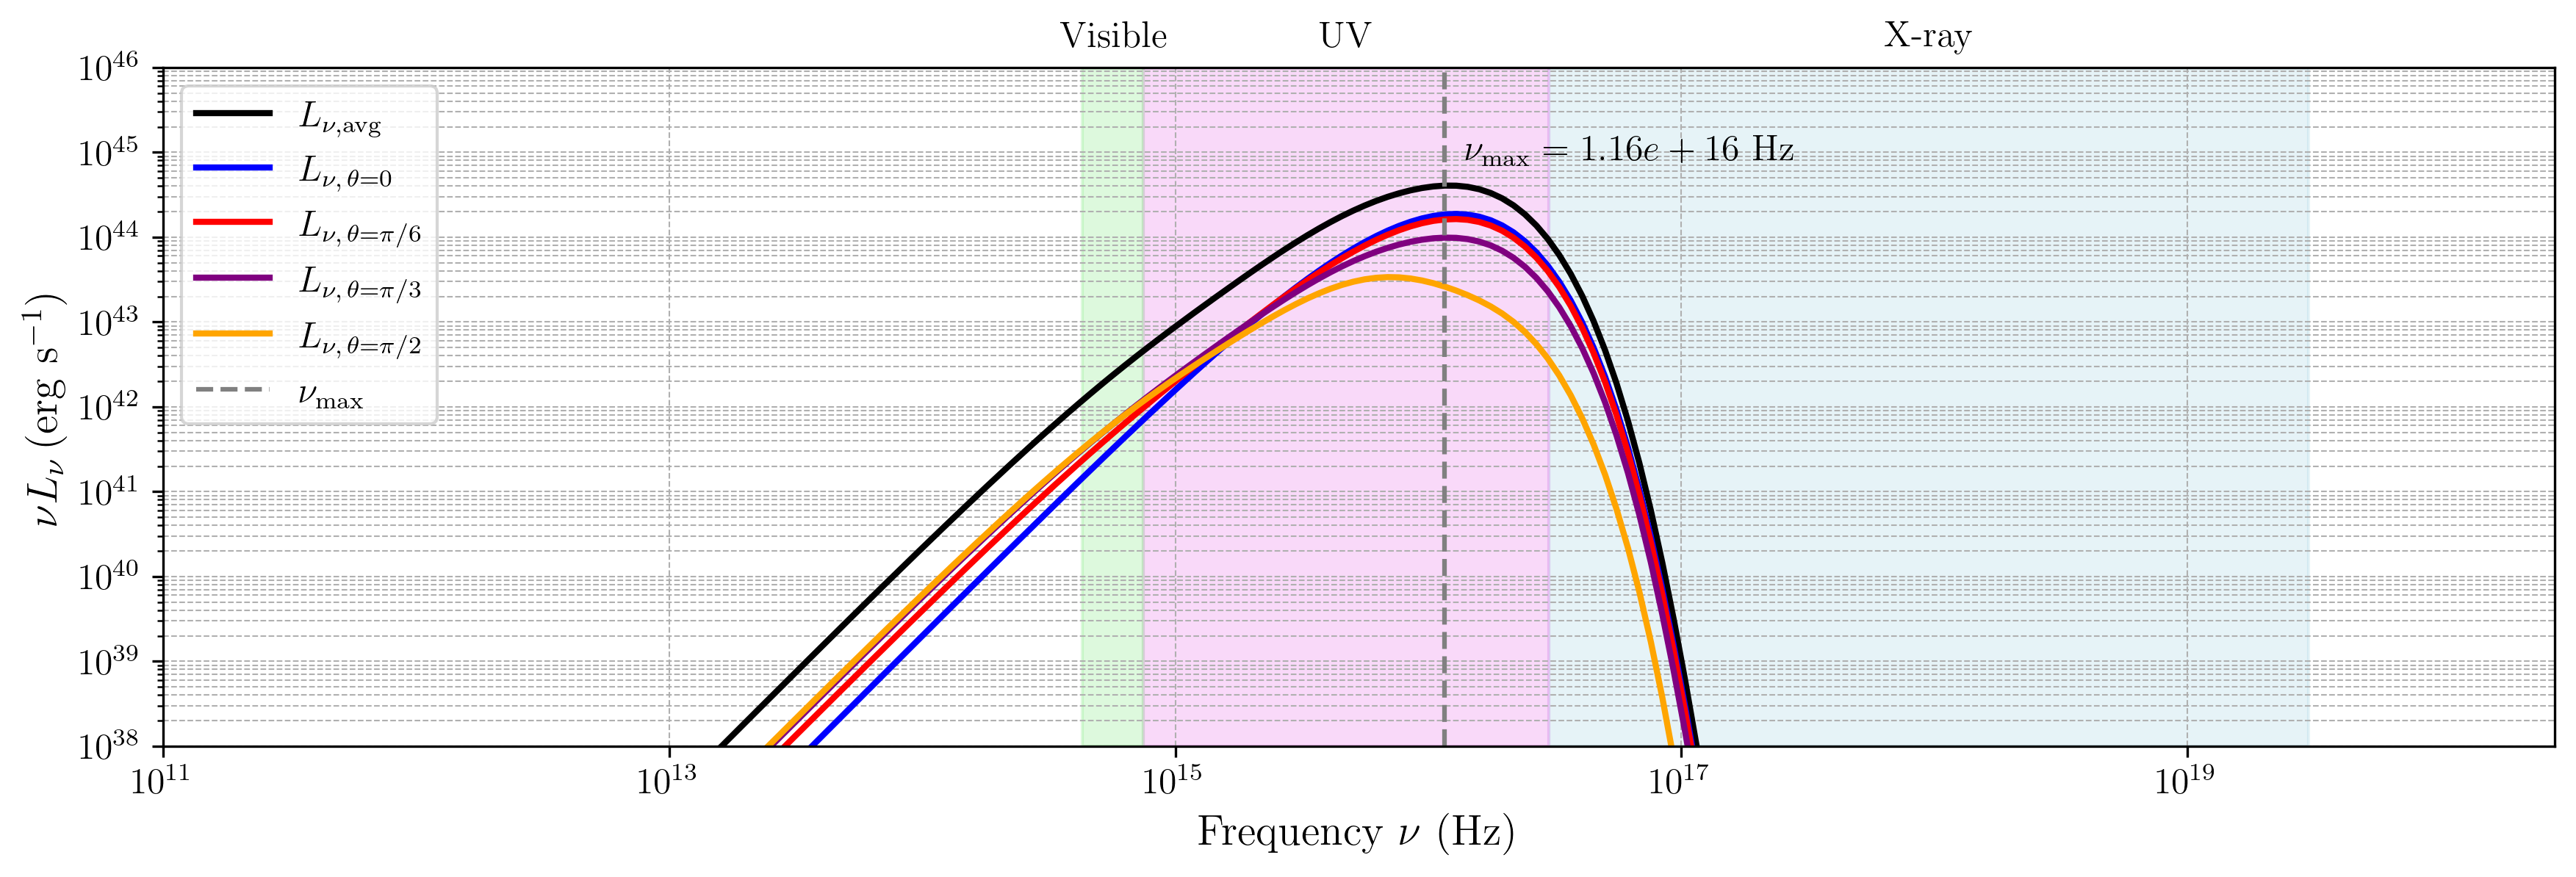 Visible UV X-ray
10^46
10^45
10^44
10^43
10^42
10^41
10^40
10^39
10^38
νL_ν (erg s^−1)
L_ν,avg
L_ν, θ=0
L_ν, θ=π/6
L_ν, θ=π/3
L_ν, θ=π/2
ν_max
ν_max = 1.16e + 16 Hz
10^11 10^13 10^15 10^17 10^19
Frequency ν (Hz)